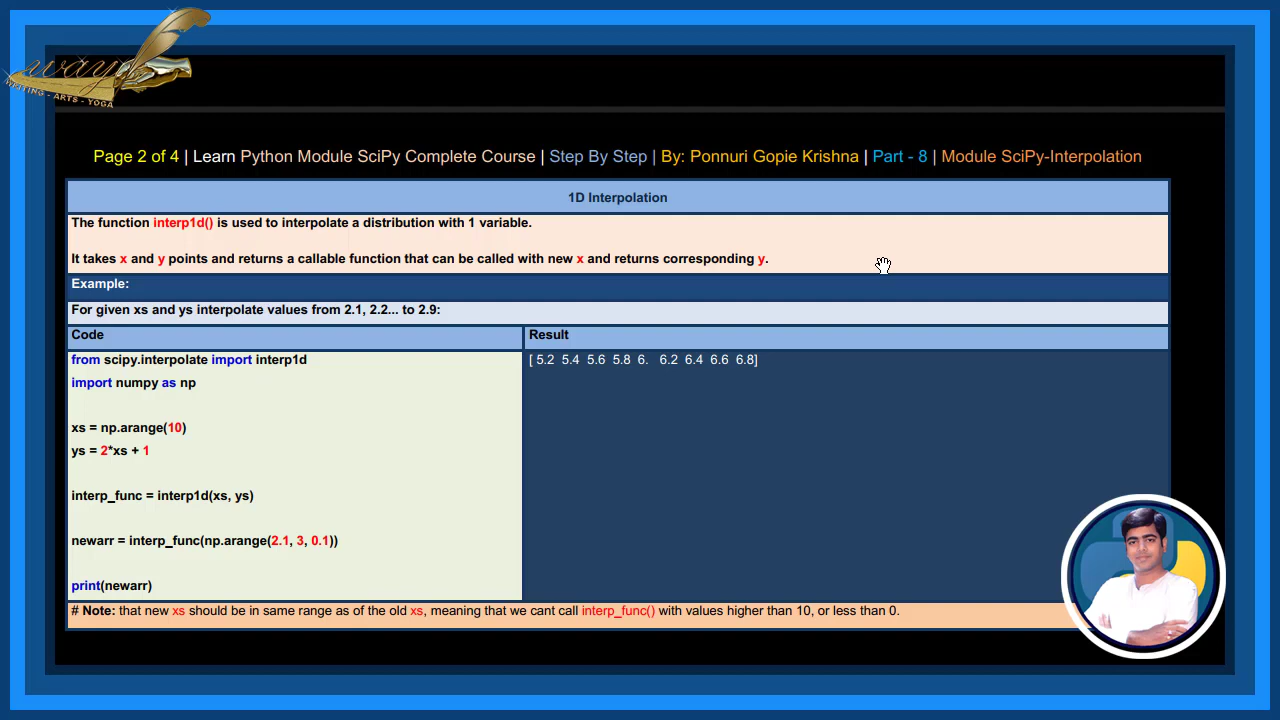 way
WRITING - ARTS - YOGA
Page 2 of 4 | Learn Python Module SciPy Complete Course | Step By Step | By: Ponnuri Gopie Krishna | Part - 8 | Module SciPy-Interpolation
1D Interpolation
The function interp1d() is used to interpolate a distribution with 1 variable.
It takes x and y points and returns a callable function that can be called with new x and returns corresponding y.
Example:
For given xs and ys interpolate values from 2.1, 2.2... to 2.9:
Code
Result
from scipy.interpolate import interp1d
import numpy as np
xs = np.arange(10)
ys = 2*xs + 1
interp_func = interp1d(xs, ys)
newarr = interp_func(np.arange(2.1, 3, 0.1))
print(newarr)
[ 5.2  5.4  5.6  5.8  6.   6.2  6.4  6.6  6.8]
# Note: that new xs should be in same range as of the old xs, meaning that we cant call interp_func() with values higher than 10, or less than 0.